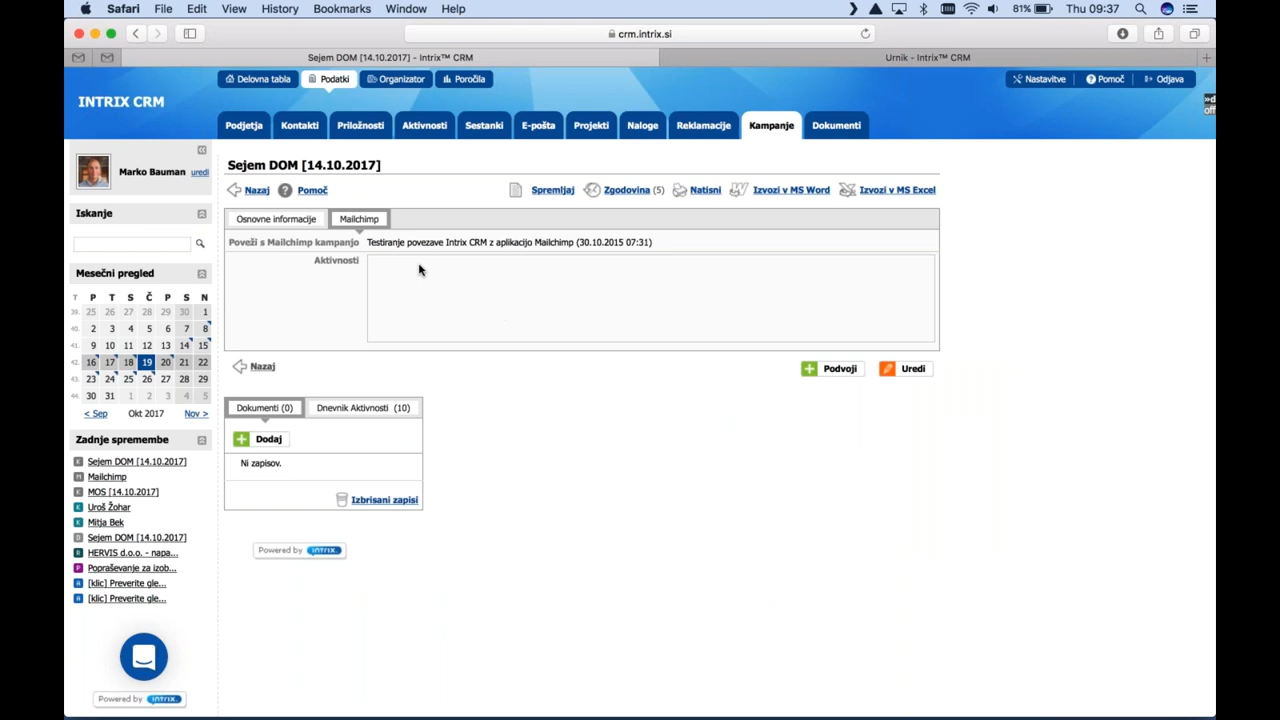 Safari File Edit View History Bookmarks Window Help 81% Thu 09:37
crm.intrix.si
Sejem DOM [14.10.2017] - Intrix™ CRM Urnik - Intrix™ CRM
Delovna tabla Podatki Organizator Poročila Nastavitve Pomoč Odjava
INTRIX CRM
Podjetja Kontakti Priložnosti Aktivnosti Sestanki E-pošta Projekti Naloge Reklamacije Kampanje Dokumenti
Marko Bauman uredi
Iskanje
Mesečni pregled
T P T S Č P S N
39. 25 26 27 28 29 30 1
40. 2 3 4 5 6 7 8
41. 9 10 11 12 13 14 15
42. 16 17 18 19 20 21 22
43. 23 24 25 26 27 28 29
44. 30 31 1 2 3 4 5
< Sep Okt 2017 Nov >
Zadnje spremembe
K Sejem DOM [14.10.2017]
M Mailchimp
K MOS [14.10.2017]
K Uroš Žohar
K Mitja Bek
D Sejem DOM [14.10.2017]
R HERVIS d.o.o. - napa...
P Popraševanje za izob...
A [klic] Preverite gle...
A [klic] Preverite gle...
Powered by INTRIX.
Sejem DOM [14.10.2017]
Nazaj Pomoč Spremljaj Zgodovina (5) Natisni Izvozi v MS Word Izvozi v MS Excel
Osnovne informacije Mailchimp
Poveži s Mailchimp kampanjo Testiranje povezave Intrix CRM z aplikacijo Mailchimp (30.10.2015 07:31)
Aktivnosti
Nazaj Podvoji Uredi
Dokumenti (0) Dnevnik Aktivnosti (10)
Dodaj
Ni zapisov.
Izbrisani zapisi
Powered by INTRIX.